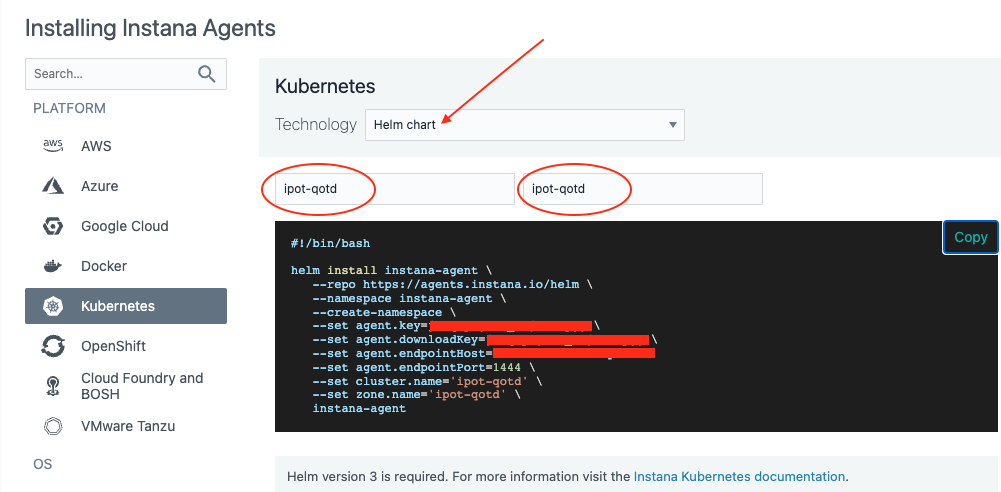 Installing Instana Agents
Search...
PLATFORM
aws AWS
Azure
Google Cloud
Docker
Kubernetes
OpenShift
Cloud Foundry and
BOSH
VMware Tanzu
OS
Kubernetes
Technology Helm chart
ipot-qotd ipot-qotd
Copy
#!/bin/bash
helm install instana-agent \
--repo https://agents.instana.io/helm \
--namespace instana-agent \
--create-namespace \
--set agent.key= \
--set agent.downloadKey= \
--set agent.endpointHost=
--set agent.endpointPort=1444 \
--set cluster.name='ipot-qotd' \
--set zone.name='ipot-qotd' \
instana-agent
Helm version 3 is required. For more information visit the Instana Kubernetes documentation.